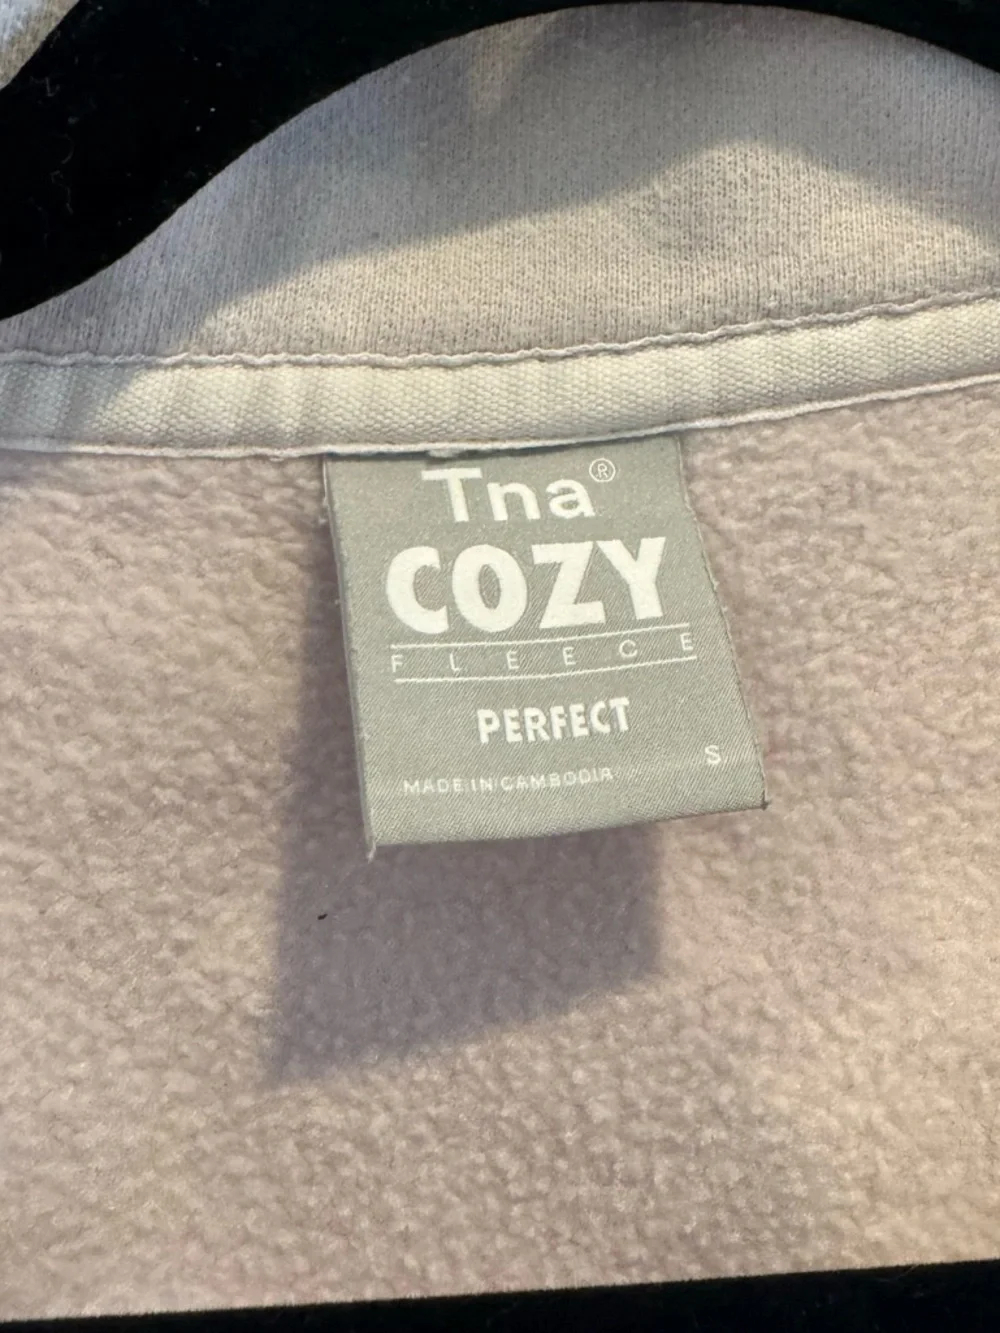 Tna®
COZY
FLEECE
PERFECT
S
MADE IN CAMBODIA